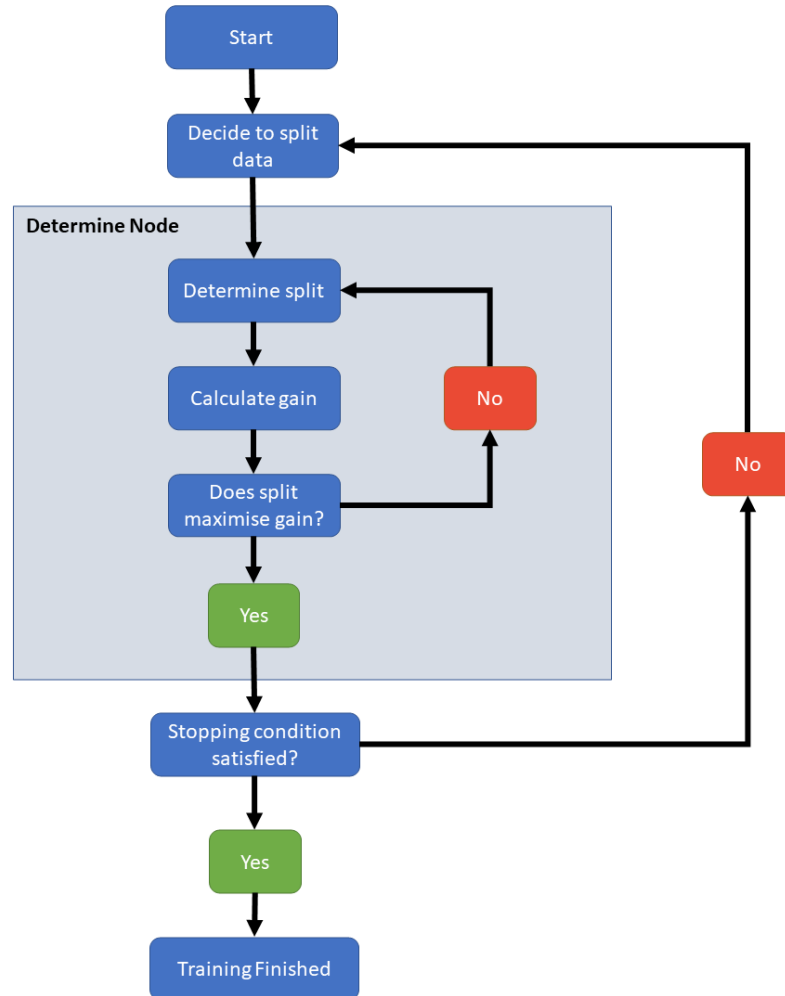 Start
Decide to split
data
Determine Node
Determine split
Calculate gain
No
Does split
maximise gain?
No
Yes
Stopping condition
satisfied?
Yes
Training Finished